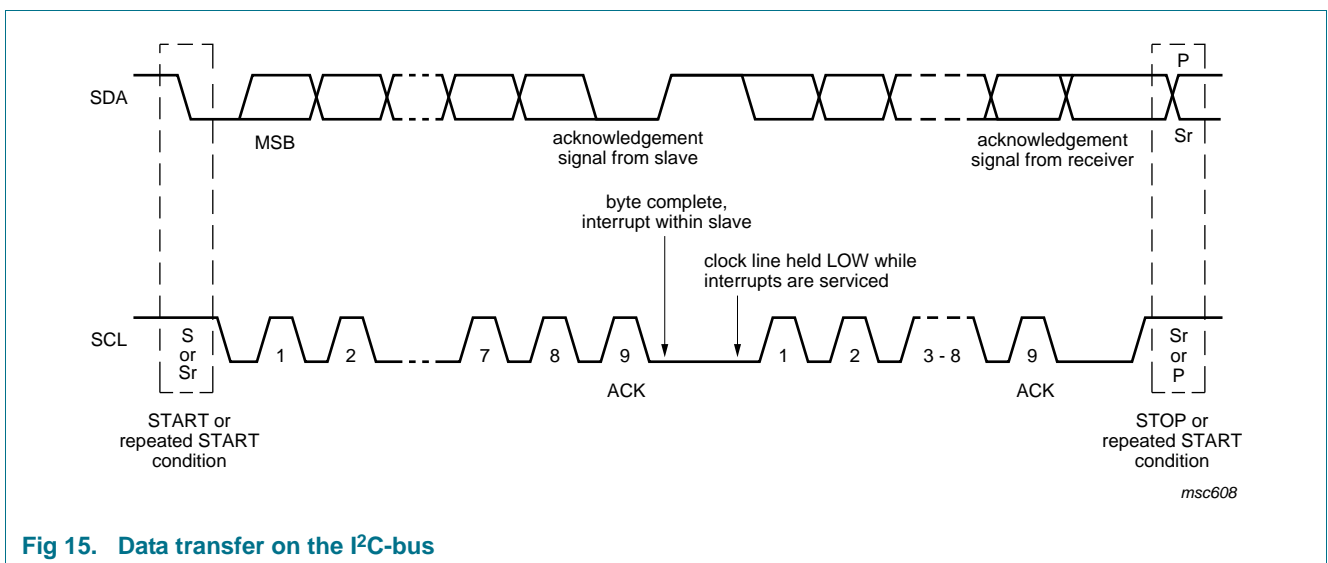 P
SDA
MSB
acknowledgement
signal from slave
acknowledgement
signal from receiver
Sr
byte complete,
interrupt within slave
clock line held LOW while
interrupts are serviced
SCL
S
or
Sr
1
2
7
8
9
1
2
3 - 8
9
Sr
or
P
ACK
ACK
START or
repeated START
condition
STOP or
repeated START
condition
msc608
Fig 15. Data transfer on the I²C-bus